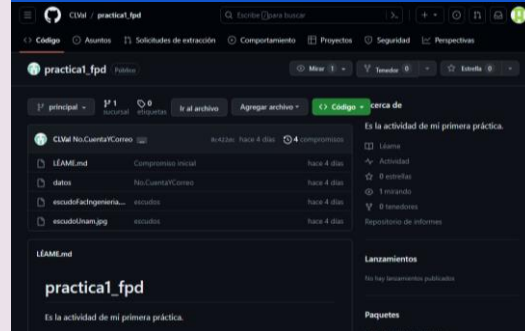 CLVal / practica1_fpd
Q Escribe / para buscar
Código
Asuntos
Solicitudes de extracción
Comportamiento
Proyectos
Seguridad
Perspectivas
practica1_fpd
Público
Mirar 1
Tenedor 0
Estrella 0
principal
1 sucursal
0 etiquetas
Ir al archivo
Agregar archivo
Código
cerca de
Es la actividad de mi primera práctica.
CLVal No.CuentaYCorreo
hace 4 días
4 compromisos
LÉAME.md
Compromiso inicial
hace 4 días
datos
No.CuentaYCorreo
hace 4 días
escudoFacIngenieria,...
escudos
hace 4 días
escudoUnam.jpg
escudos
hace 4 días
Léame
Actividad
0 estrellas
1 mirando
0 tenedores
Repositorio de informes
LÉAME.md
practica1_fpd
Es la actividad de mi primera práctica.
Lanzamientos
No hay lanzamientos publicados
Paquetes